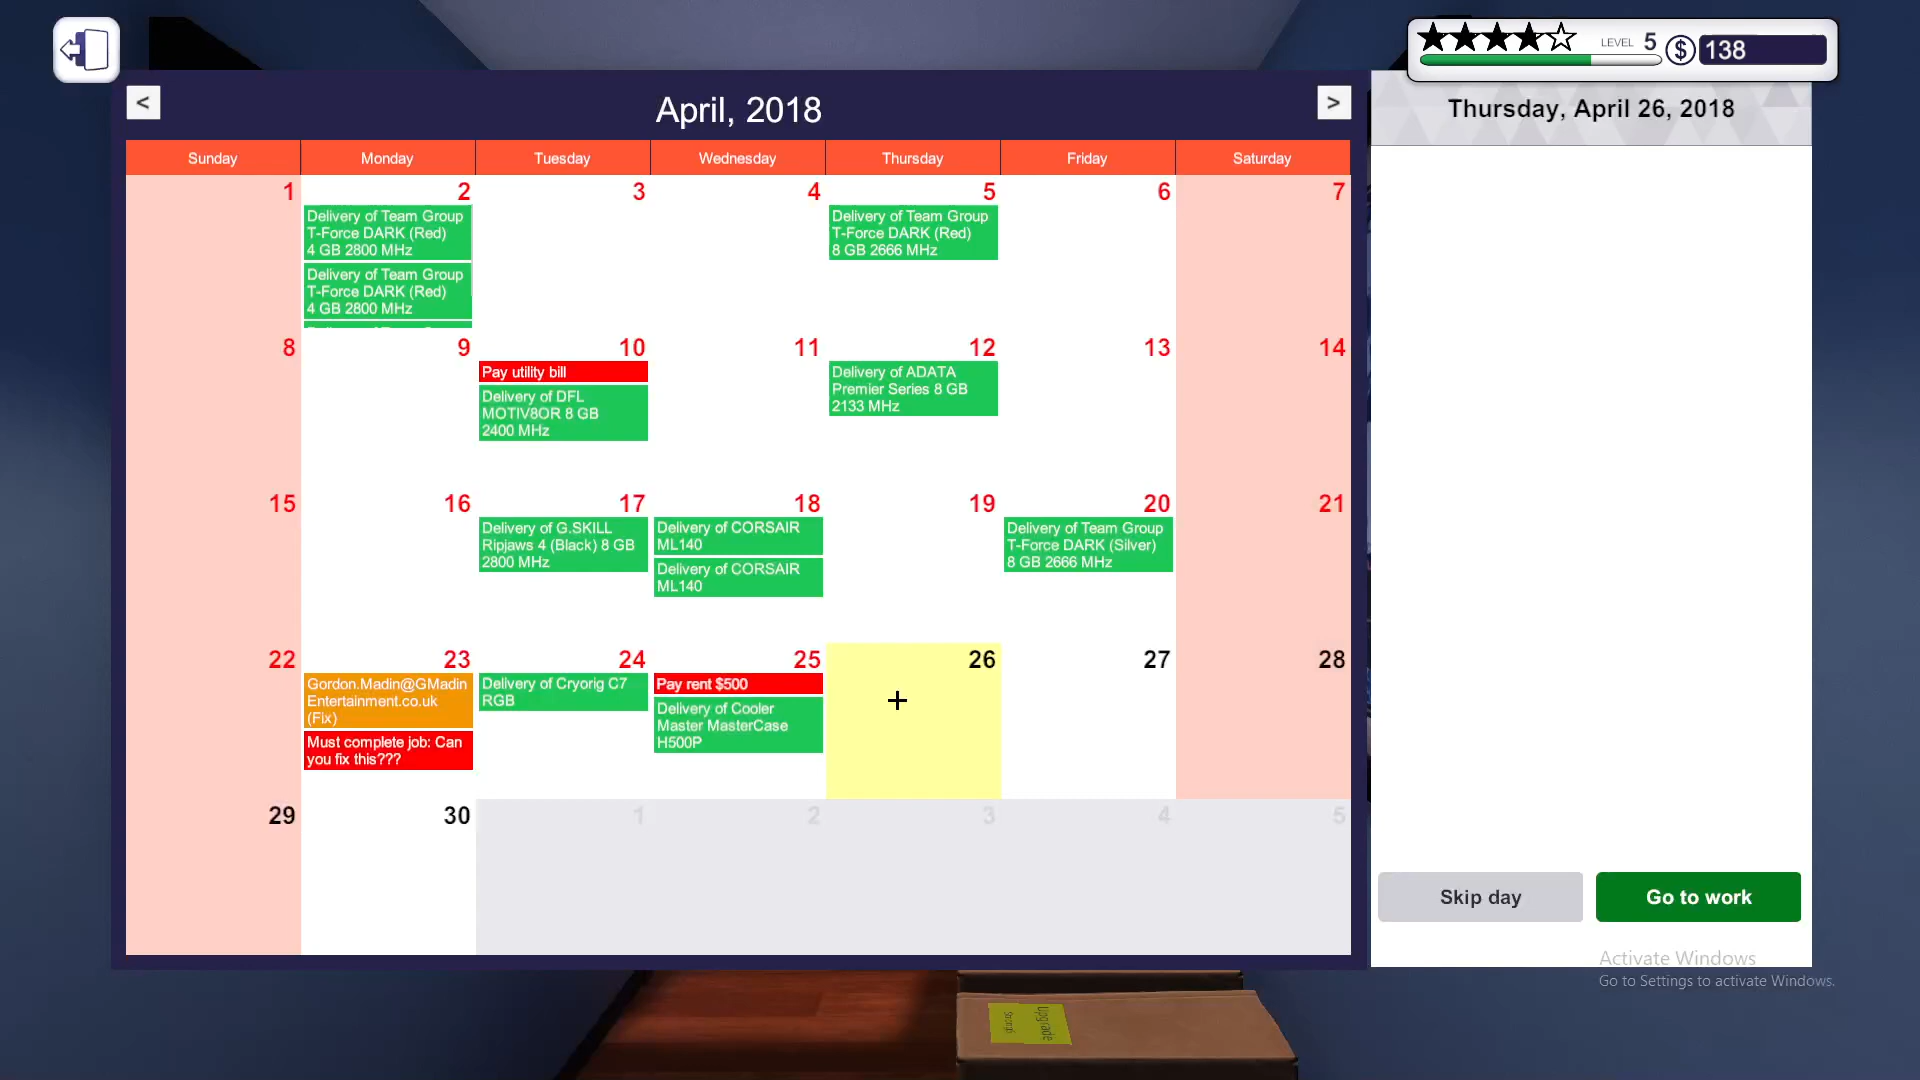 LEVEL 5
$ 138
< April, 2018 >
Thursday, April 26, 2018
Sunday Monday Tuesday Wednesday Thursday Friday Saturday
1 2 3 4 5 6 7
Delivery of Team Group
T-Force DARK (Red)
4 GB 2800 MHz
Delivery of Team Group
T-Force DARK (Red)
4 GB 2800 MHz
Delivery of Team Group
T-Force DARK (Red)
8 GB 2666 MHz
8 9 10 11 12 13 14
Pay utility bill
Delivery of DFL
MOTIV8OR 8 GB
2400 MHz
Delivery of ADATA
Premier Series 8 GB
2133 MHz
15 16 17 18 19 20 21
Delivery of G.SKILL
Ripjaws 4 (Black) 8 GB
2800 MHz
Delivery of CORSAIR
ML140
Delivery of CORSAIR
ML140
Delivery of Team Group
T-Force DARK (Silver)
8 GB 2666 MHz
22 23 24 25 26 27 28
Gordon.Madin@GMadin
Entertainment.co.uk
(Fix)
Must complete job: Can
you fix this???
Delivery of Cryorig C7
RGB
Pay rent $500
Delivery of Cooler
Master MasterCase
H500P
29 30 1 2 3 4 5
Skip day
Go to work
Activate Windows
Go to Settings to activate Windows.
Upgrade